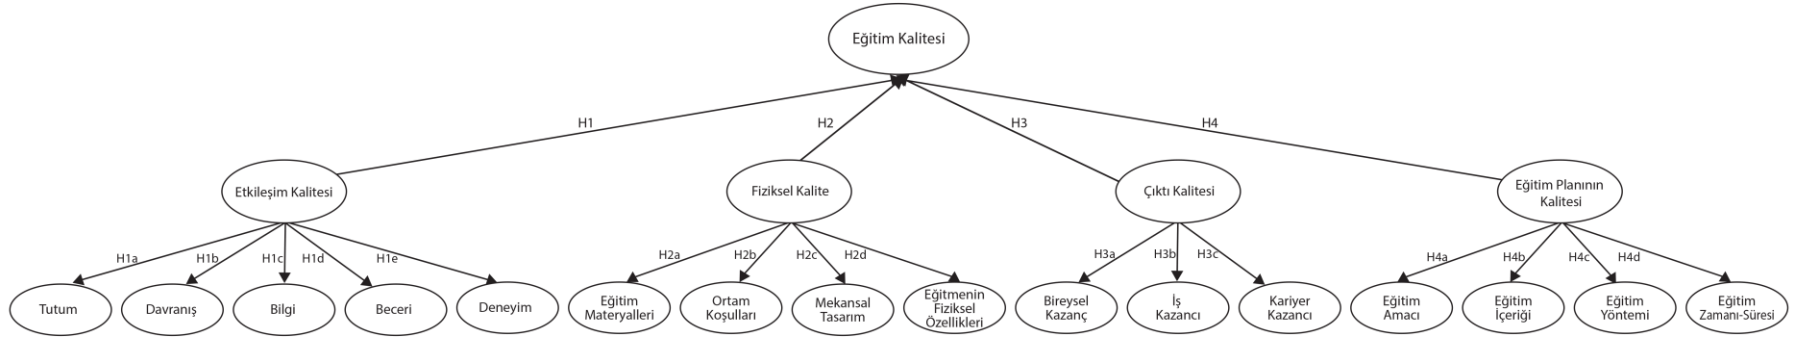 Eğitim Kalitesi
H1
H2
H3
H4
Etkileşim Kalitesi
Fiziksel Kalite
Çıktı Kalitesi
Eğitim Planının
Kalitesi
H1a
H1b
H1c
H1d
H1e
H2a
H2b
H2c
H2d
H3a
H3b
H3c
H4a
H4b
H4c
H4d
Tutum
Davranış
Bilgi
Beceri
Deneyim
Eğitim
Materyalleri
Ortam
Koşulları
Mekansal
Tasarım
Eğitmenin
Fiziksel
Özellikleri
Bireysel
Kazanç
İş
Kazancı
Kariyer
Kazancı
Eğitim
Amacı
Eğitim
İçeriği
Eğitim
Yöntemi
Eğitim
Zamanı-Süresi